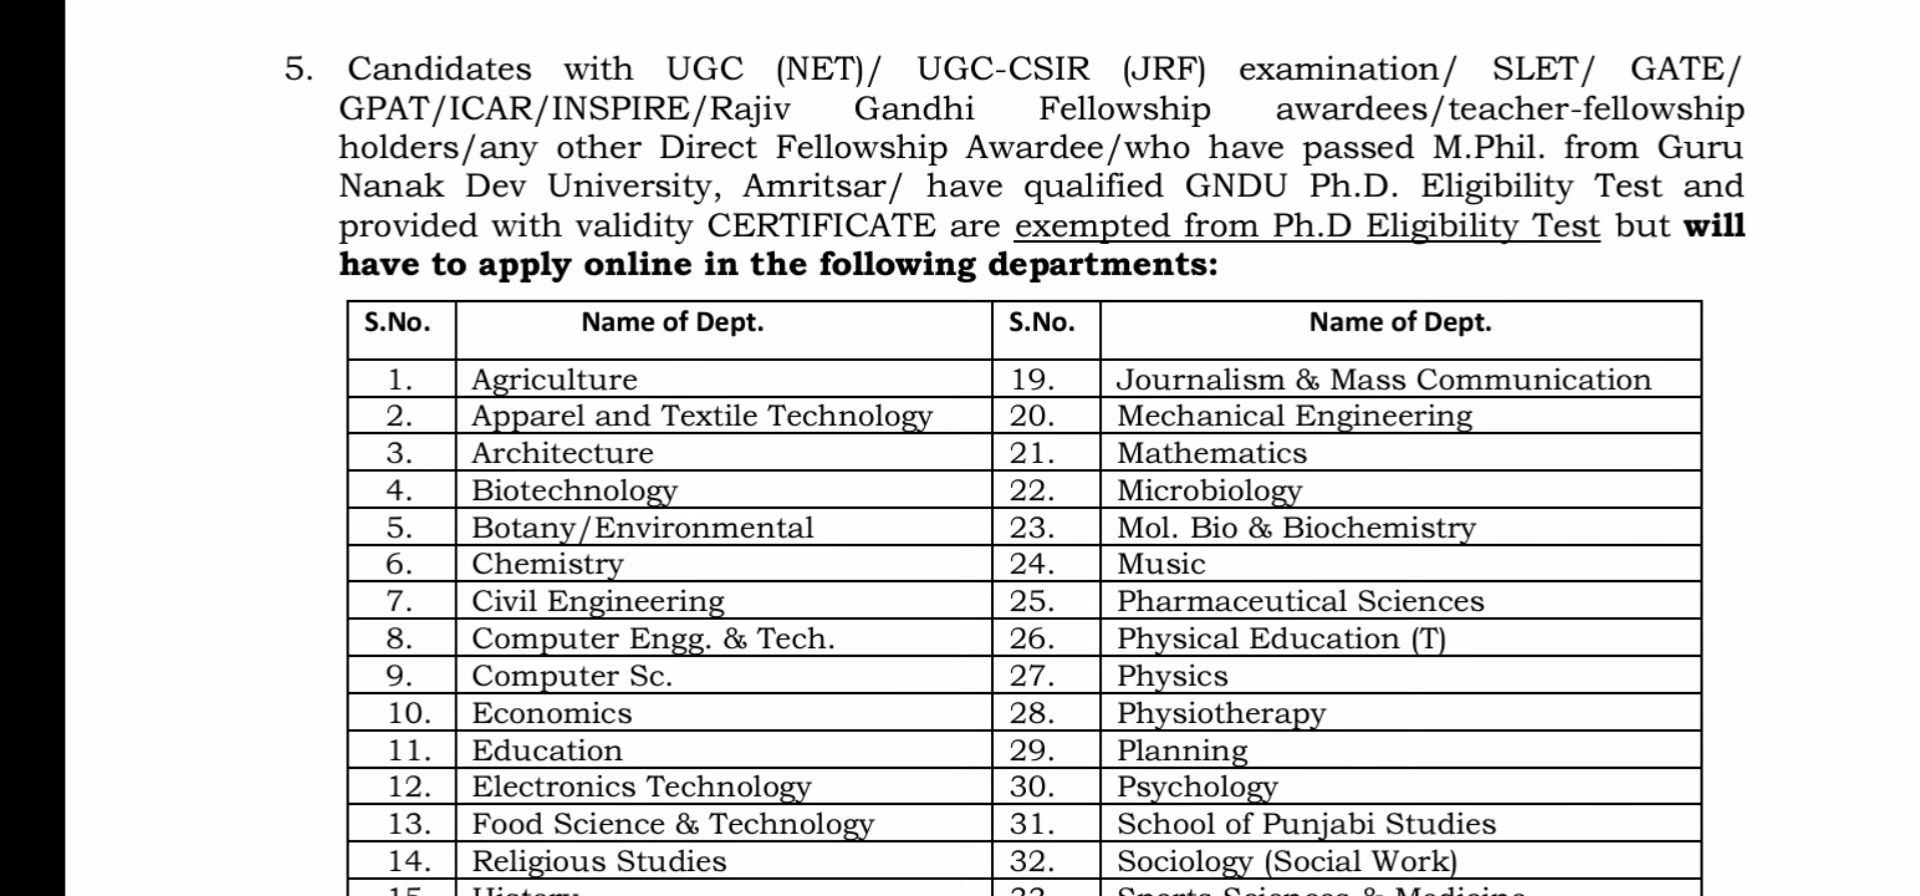 5. Candidates with UGC (NET)/ UGC-CSIR (JRF) examination/ SLET/ GATE/
GPAT/ICAR/INSPIRE/Rajiv Gandhi Fellowship awardees/teacher-fellowship
holders/any other Direct Fellowship Awardee/who have passed M.Phil. from Guru
Nanak Dev University, Amritsar/ have qualified GNDU Ph.D. Eligibility Test and
provided with validity CERTIFICATE are exempted from Ph.D Eligibility Test but will
have to apply online in the following departments:
S.No. Name of Dept. S.No. Name of Dept.
1. Agriculture 19. Journalism & Mass Communication
2. Apparel and Textile Technology 20. Mechanical Engineering
3. Architecture 21. Mathematics
4. Biotechnology 22. Microbiology
5. Botany/Environmental 23. Mol. Bio & Biochemistry
6. Chemistry 24. Music
7. Civil Engineering 25. Pharmaceutical Sciences
8. Computer Engg. & Tech. 26. Physical Education (T)
9. Computer Sc. 27. Physics
10. Economics 28. Physiotherapy
11. Education 29. Planning
12. Electronics Technology 30. Psychology
13. Food Science & Technology 31. School of Punjabi Studies
14. Religious Studies 32. Sociology (Social Work)